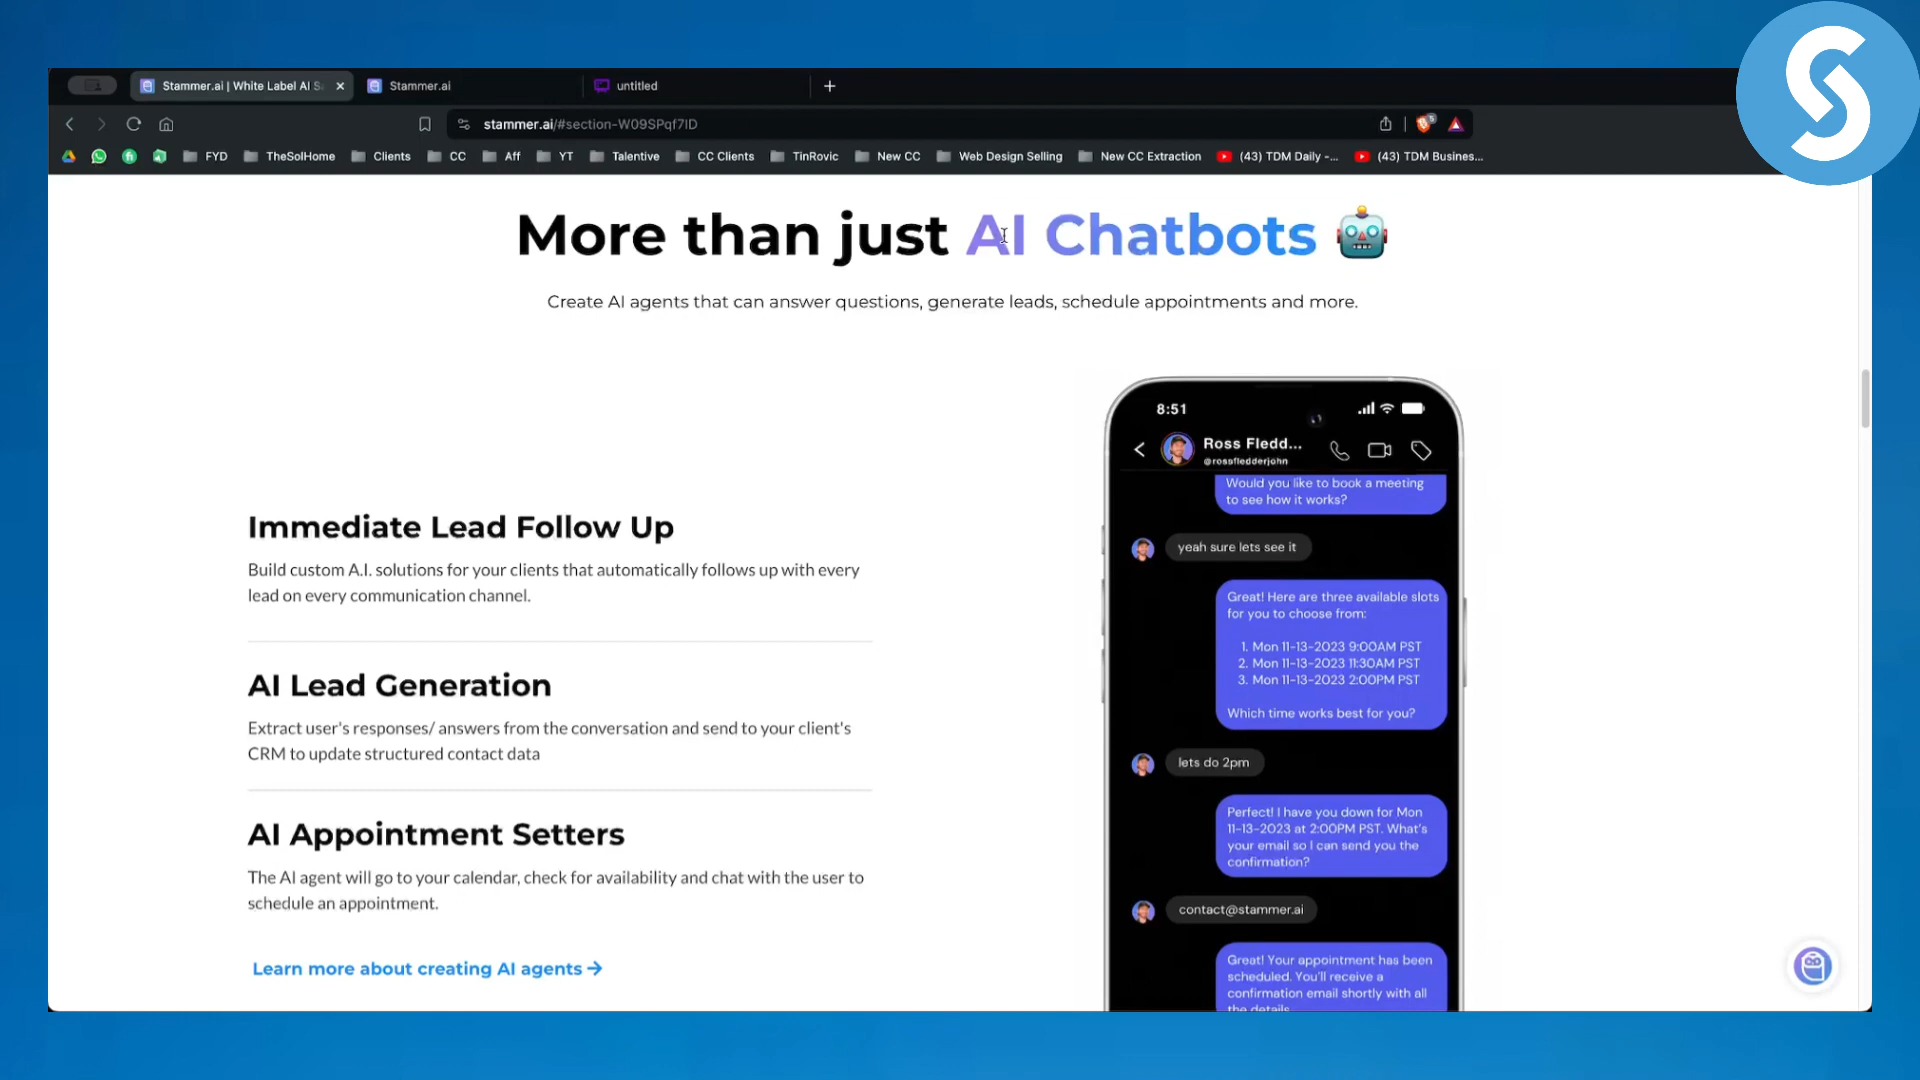 Stammer.ai | White Label AI S
Stammer.ai
untitled
stammer.ai/#section-W09SPqf7ID
FYD
TheSolHome
Clients
CC
Aff
YT
Talentive
CC Clients
TinRovic
New CC
Web Design Selling
New CC Extraction
(43) TDM Daily -...
(43) TDM Busines...
More than just AI Chatbots
Create AI agents that can answer questions, generate leads, schedule appointments and more.
Immediate Lead Follow Up
Build custom A.I. solutions for your clients that automatically follows up with every
lead on every communication channel.
AI Lead Generation
Extract user's responses/ answers from the conversation and send to your client's
CRM to update structured contact data
AI Appointment Setters
The AI agent will go to your calendar, check for availability and chat with the user to
schedule an appointment.
Learn more about creating AI agents →
8:51
Ross Fledd...
@rossfledderjohn
Would you like to book a meeting
to see how it works?
yeah sure lets see it
Great! Here are three available slots
for you to choose from:
1. Mon 11-13-2023 9:00AM PST
2. Mon 11-13-2023 11:30AM PST
3. Mon 11-13-2023 2:00PM PST
Which time works best for you?
lets do 2pm
Perfect! I have you down for Mon
11-13-2023 at 2:00PM PST. What's
your email so I can send you the
confirmation?
contact@stammer.ai
Great! Your appointment has been
scheduled. You'll receive a
confirmation email shortly with all
the details